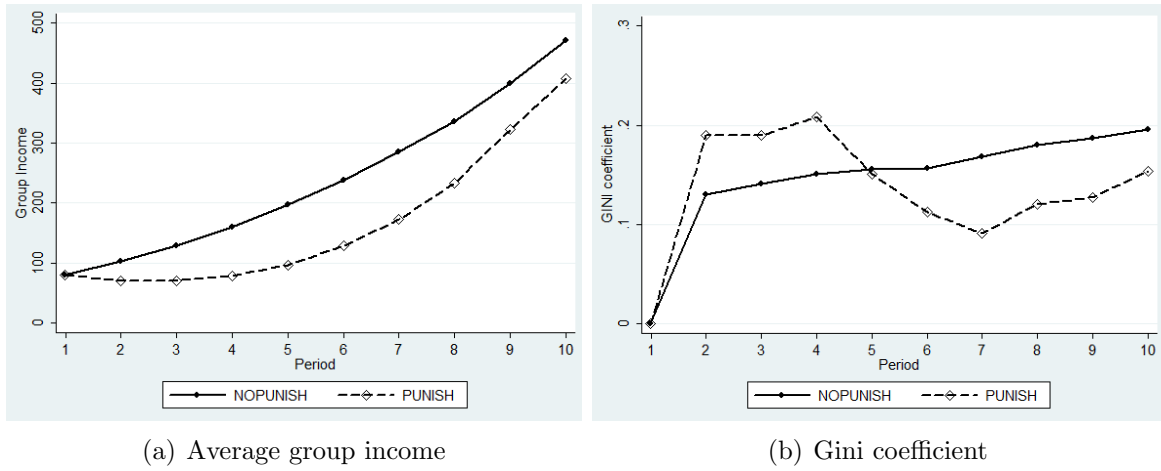 500
400
300
200
100
0
Group Income
1 2 3 4 5 6 7 8 9 10
Period
NOPUNISH PUNISH
(a) Average group income
.3
.2
.1
0
GINI coefficient
1 2 3 4 5 6 7 8 9 10
Period
NOPUNISH PUNISH
(b) Gini coefficient